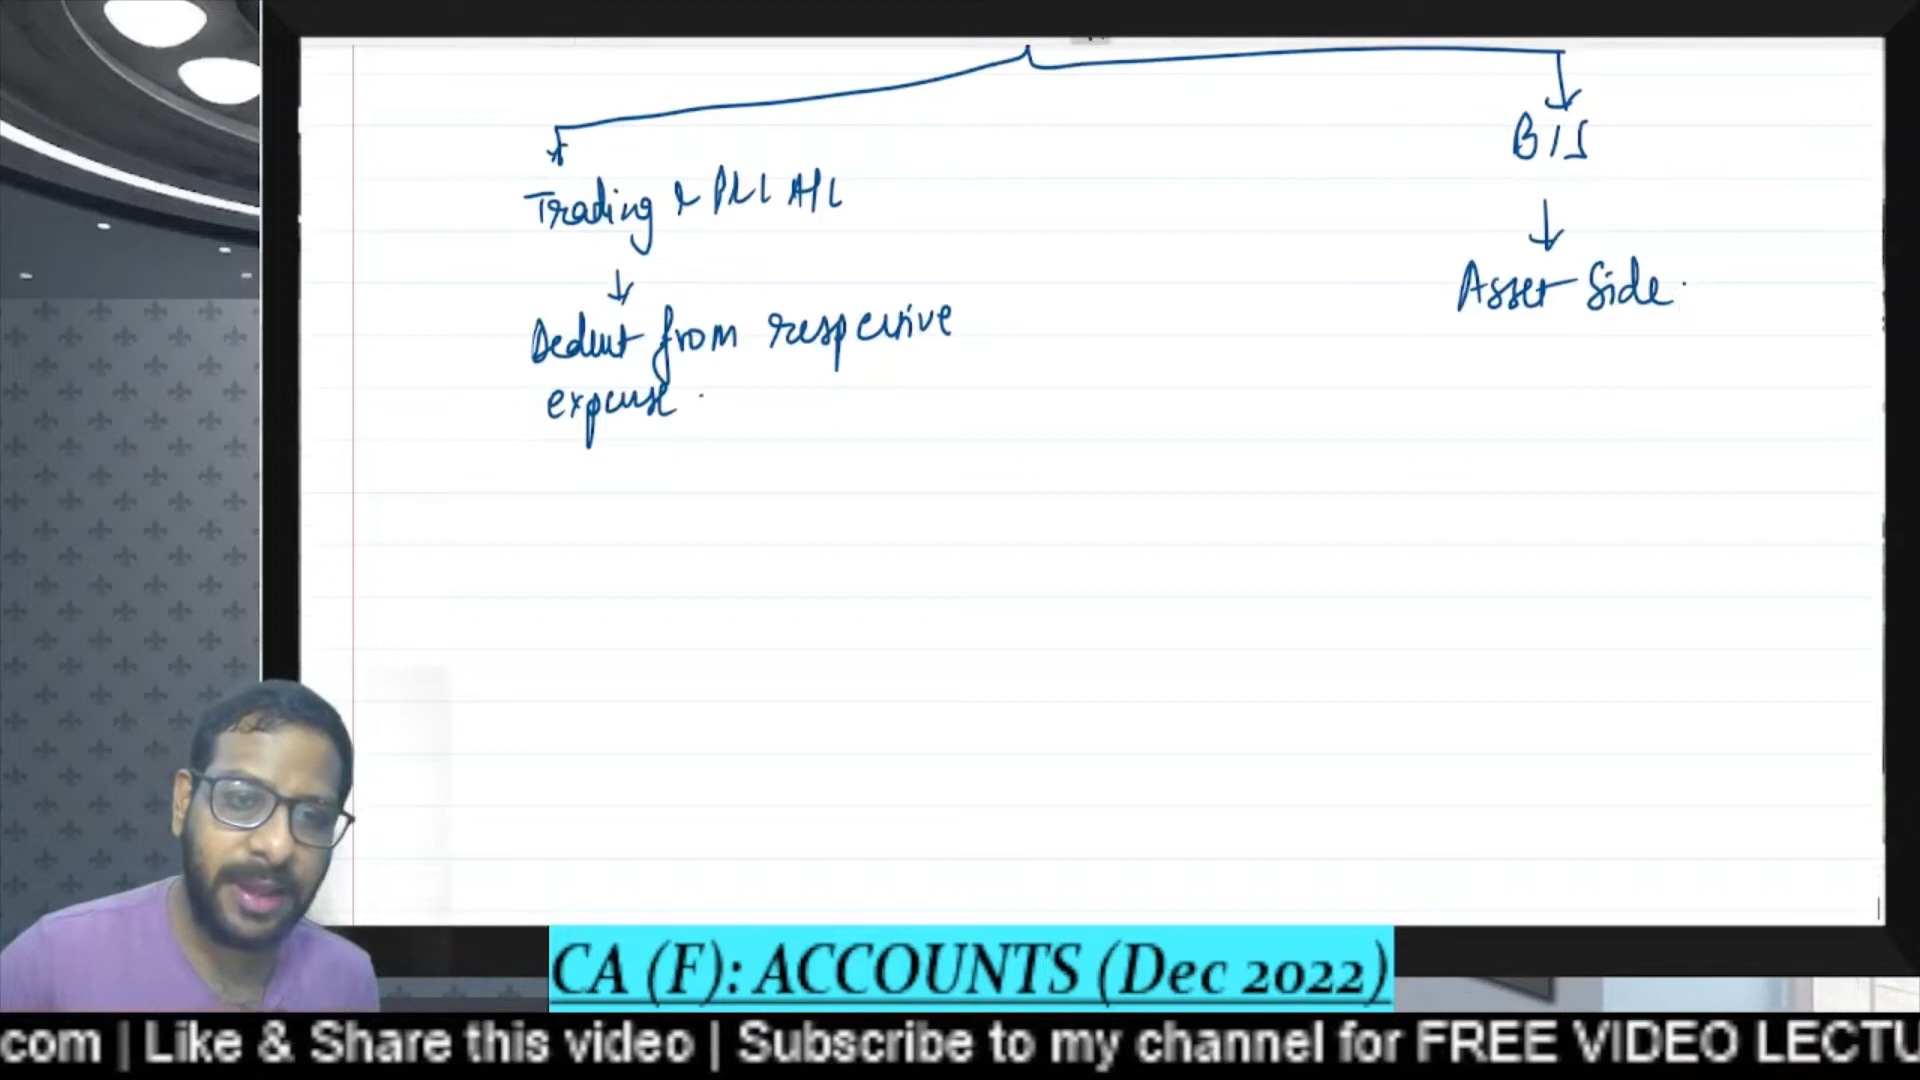 Trading & P&L A/c
B/S
Deduct from respective
expense.
Asset Side.
CA (F): ACCOUNTS (Dec 2022)
com | Like & Share this video | Subscribe to my channel for FREE VIDEO LECTU